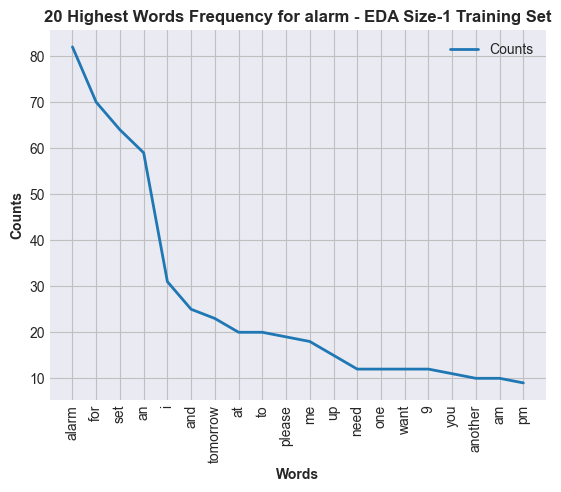 20 Highest Words Frequency for alarm - EDA Size-1 Training Set
Counts
80
70
60
50
40
30
20
10
Counts
alarm
for
set
an
i
and
tomorrow
at
to
please
me
up
need
one
want
9
you
another
am
pm
Words